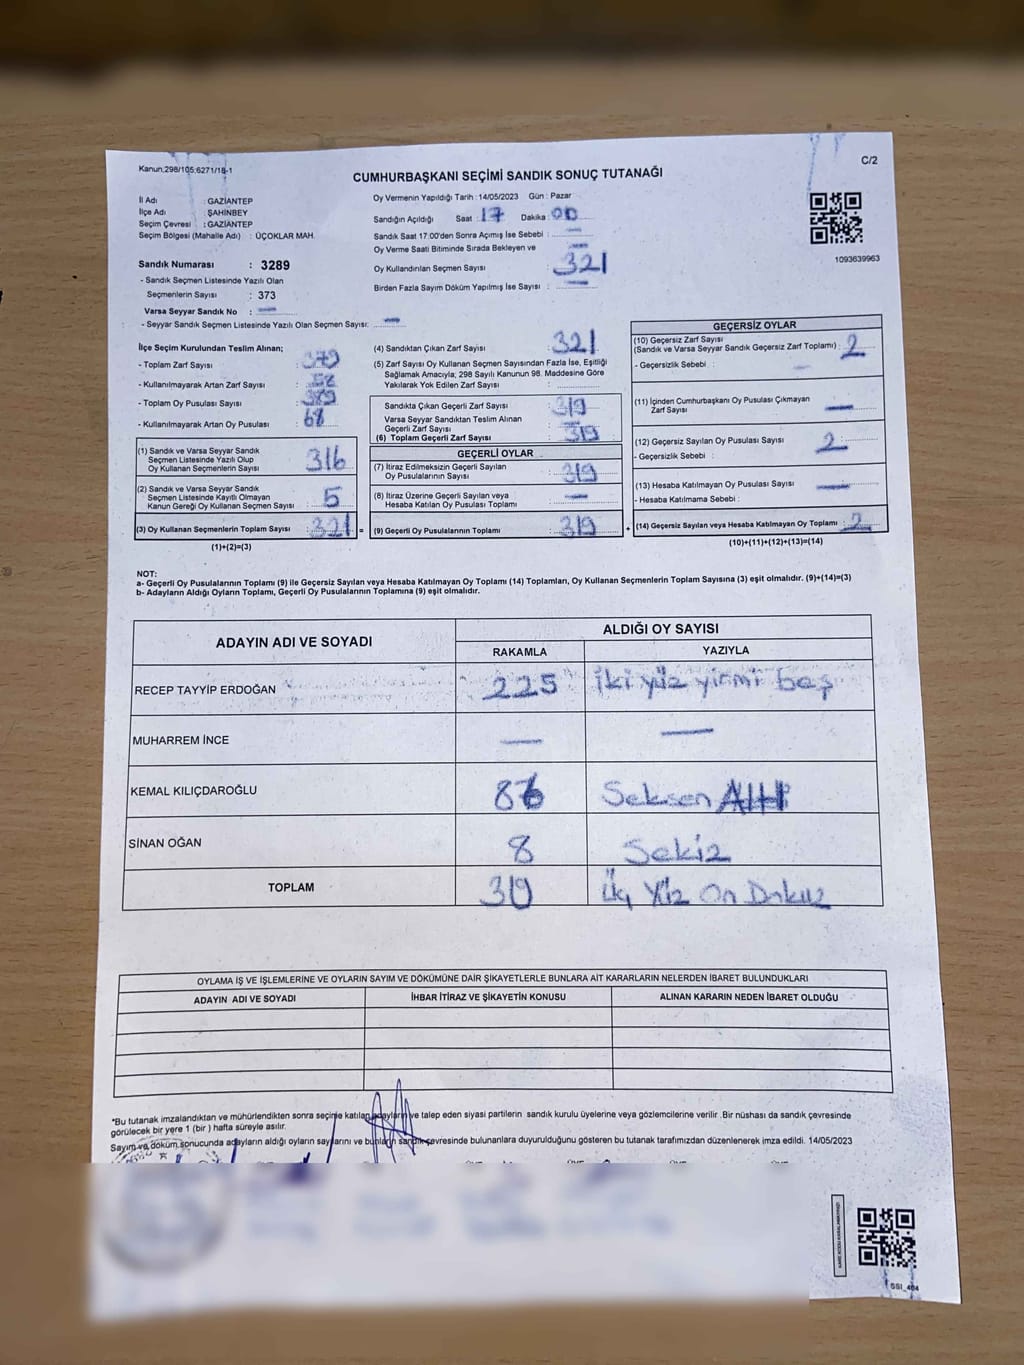 Kanun:298/105;6271/18-1
C/2
CUMHURBAŞKANI SEÇİMİ SANDIK SONUÇ TUTANAĞI
İl Adı : GAZİANTEP
İlçe Adı : ŞAHİNBEY
Seçim Çevresi : GAZİANTEP
Seçim Bölgesi (Mahalle Adı) : ÜÇOKLAR MAH.
Sandık Numarası : 3289
- Sandık Seçmen Listesinde Yazılı Olan
Seçmenlerin Sayısı : 373
Varsa Seyyar Sandık No : —
- Seyyar Sandık Seçmen Listesinde Yazılı Olan Seçmen Sayısı: —
Oy Vermenin Yapıldığı Tarih :14/05/2023 Gün : Pazar
Sandığın Açıldığı Saat : 17 Dakika : 00
Sandık Saat 17:00'den Sonra Açımış İse Sebebi : —
Oy Verme Saati Bitiminde Sırada Bekleyen ve —
Oy Kullandırılan Seçmen Sayısı : 321
Birden Fazla Sayım Döküm Yapılmış İse Sayısı : —
1093639963
İlçe Seçim Kurulundan Teslim Alınan;
- Toplam Zarf Sayısı : 379
- Kullanılmayarak Artan Zarf Sayısı : 58
- Toplam Oy Pusulası Sayısı : 389
- Kullanılmayarak Artan Oy Pusulası : 68
(1) Sandık ve Varsa Seyyar Sandık
Seçmen Listesinde Yazılı Olup
Oy Kullanan Seçmenlerin Sayısı : 316
(2) Sandık ve Varsa Seyyar Sandık
Seçmen Listesinde Kayıtlı Olmayan
Kanun Gereği Oy Kullanan Seçmen Sayısı : 5
(3) Oy Kullanan Seçmenlerin Toplam Sayısı : 321 =
(1)+(2)=(3)
(4) Sandıktan Çıkan Zarf Sayısı : 321
(5) Zarf Sayısı Oy Kullanan Seçmen Sayısından Fazla İse, Eşitliği
Sağlamak Amacıyla; 298 Sayılı Kanunun 98. Maddesine Göre
Yakılarak Yok Edilen Zarf Sayısı :
Sandıkta Çıkan Geçerli Zarf Sayısı : 319
Varsa Seyyar Sandıktan Teslim Alınan
Geçerli Zarf Sayısı :
(6) Toplam Geçerli Zarf Sayısı : 319
GEÇERLİ OYLAR
(7) İtiraz Edilmeksizin Geçerli Sayılan
Oy Pusulalarının Sayısı : 319
(8) İtiraz Üzerine Geçerli Sayılan veya
Hesaba Katılan Oy Pusulası Toplamı : —
(9) Geçerli Oy Pusulalarının Toplamı : 319 +
GEÇERSİZ OYLAR
(10) Geçersiz Zarf Sayısı
(Sandık ve Varsa Seyyar Sandık Geçersiz Zarf Toplamı) : 2
- Geçersizlik Sebebi : —
(11) İçinden Cumhurbaşkanı Oy Pusulası Çıkmayan
Zarf Sayısı : —
(12) Geçersiz Sayılan Oy Pusulası Sayısı : 2
- Geçersizlik Sebebi :
(13) Hesaba Katılmayan Oy Pusulası Sayısı : —
- Hesaba Katılmama Sebebi :
(14) Geçersiz Sayılan veya Hesaba Katılmayan Oy Toplamı : 2
(10)+(11)+(12)+(13)=(14)
NOT:
a- Geçerli Oy Pusulalarının Toplamı (9) ile Geçersiz Sayılan veya Hesaba Katılmayan Oy Toplamı (14) Toplamları, Oy Kullanan Seçmenlerin Toplam Sayısına (3) eşit olmalıdır. (9)+(14)=(3)
b- Adayların Aldığı Oyların Toplamı, Geçerli Oy Pusulalarının Toplamına (9) eşit olmalıdır.
ADAYIN ADI VE SOYADI
ALDIĞI OY SAYISI
RAKAMLA YAZIYLA
RECEP TAYYİP ERDOĞAN 225 İki yüz yirmi beş
MUHARREM İNCE — —
KEMAL KILIÇDAROĞLU 86 Seksen Altı
SİNAN OĞAN 8 Sekiz
TOPLAM 319 İki Yüz On Dokuz
OYLAMA İŞ VE İŞLEMLERİNE VE OYLARIN SAYIM VE DÖKÜMÜNE DAİR ŞİKAYETLERLE BUNLARA AİT KARARLARIN NELERDEN İBARET BULUNDUKLARI
ADAYIN ADI VE SOYADI İHBAR İTİRAZ VE ŞİKAYETİN KONUSU ALINAN KARARIN NEDEN İBARET OLDUĞU
*Bu tutanak imzalandıktan ve mühürlendikten sonra seçime katılan adayların ve talep eden siyasi partilerin sandık kurulu üyelerine veya gözlemcilerine verilir .Bir nüshası da sandık çevresinde
görülecek bir yere 1 (bir ) hafta süreyle asılır.
Sayım ve döküm sonucunda adayların aldığı oyların sayılarını ve bunların sandık çevresinde bulunanlara duyurulduğunu gösteren bu tutanak tarafımızdan düzenlenerek imza edildi. 14/05/2023